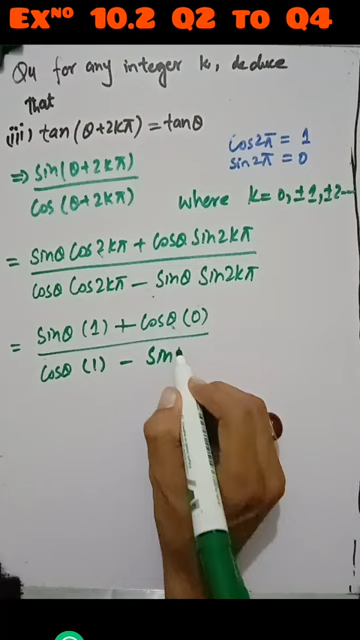 Ex No 10.2 Q2 TO Q4
Q4 for any integer k, deduce
That
(iii) tan(θ+2kπ)=tanθ
Cos2π = 1
Sin2π = 0
=> Sin(θ+2kπ)
Cos(θ+2kπ)
where k=0,±1,±2--
= Sinθ Cos2kπ + Cosθ Sin2kπ
Cosθ Cos2kπ - Sinθ Sin2kπ
= Sinθ (1) + Cosθ (0)
Cosθ (1) - Sin